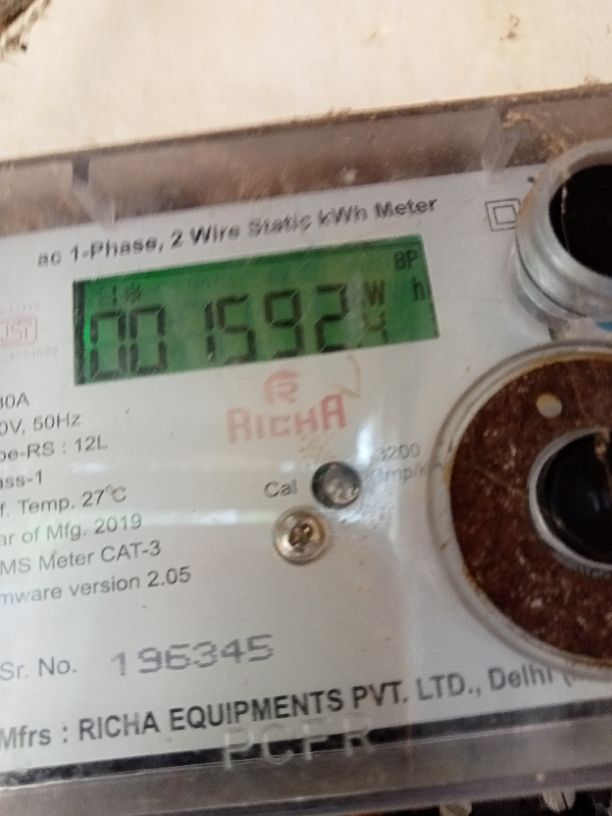 ac 1-Phase, 2 Wire Static kWh Meter
BP
W h
001592
RICHA
30A
0V, 50Hz
pe-RS : 12L
ass-1
f. Temp. 27°C
ar of Mfg. 2019
MS Meter CAT-3
mware version 2.05
Cal
3200
Imp/k
Sr. No. 196345
Mfrs : RICHA EQUIPMENTS PVT. LTD., Delhi